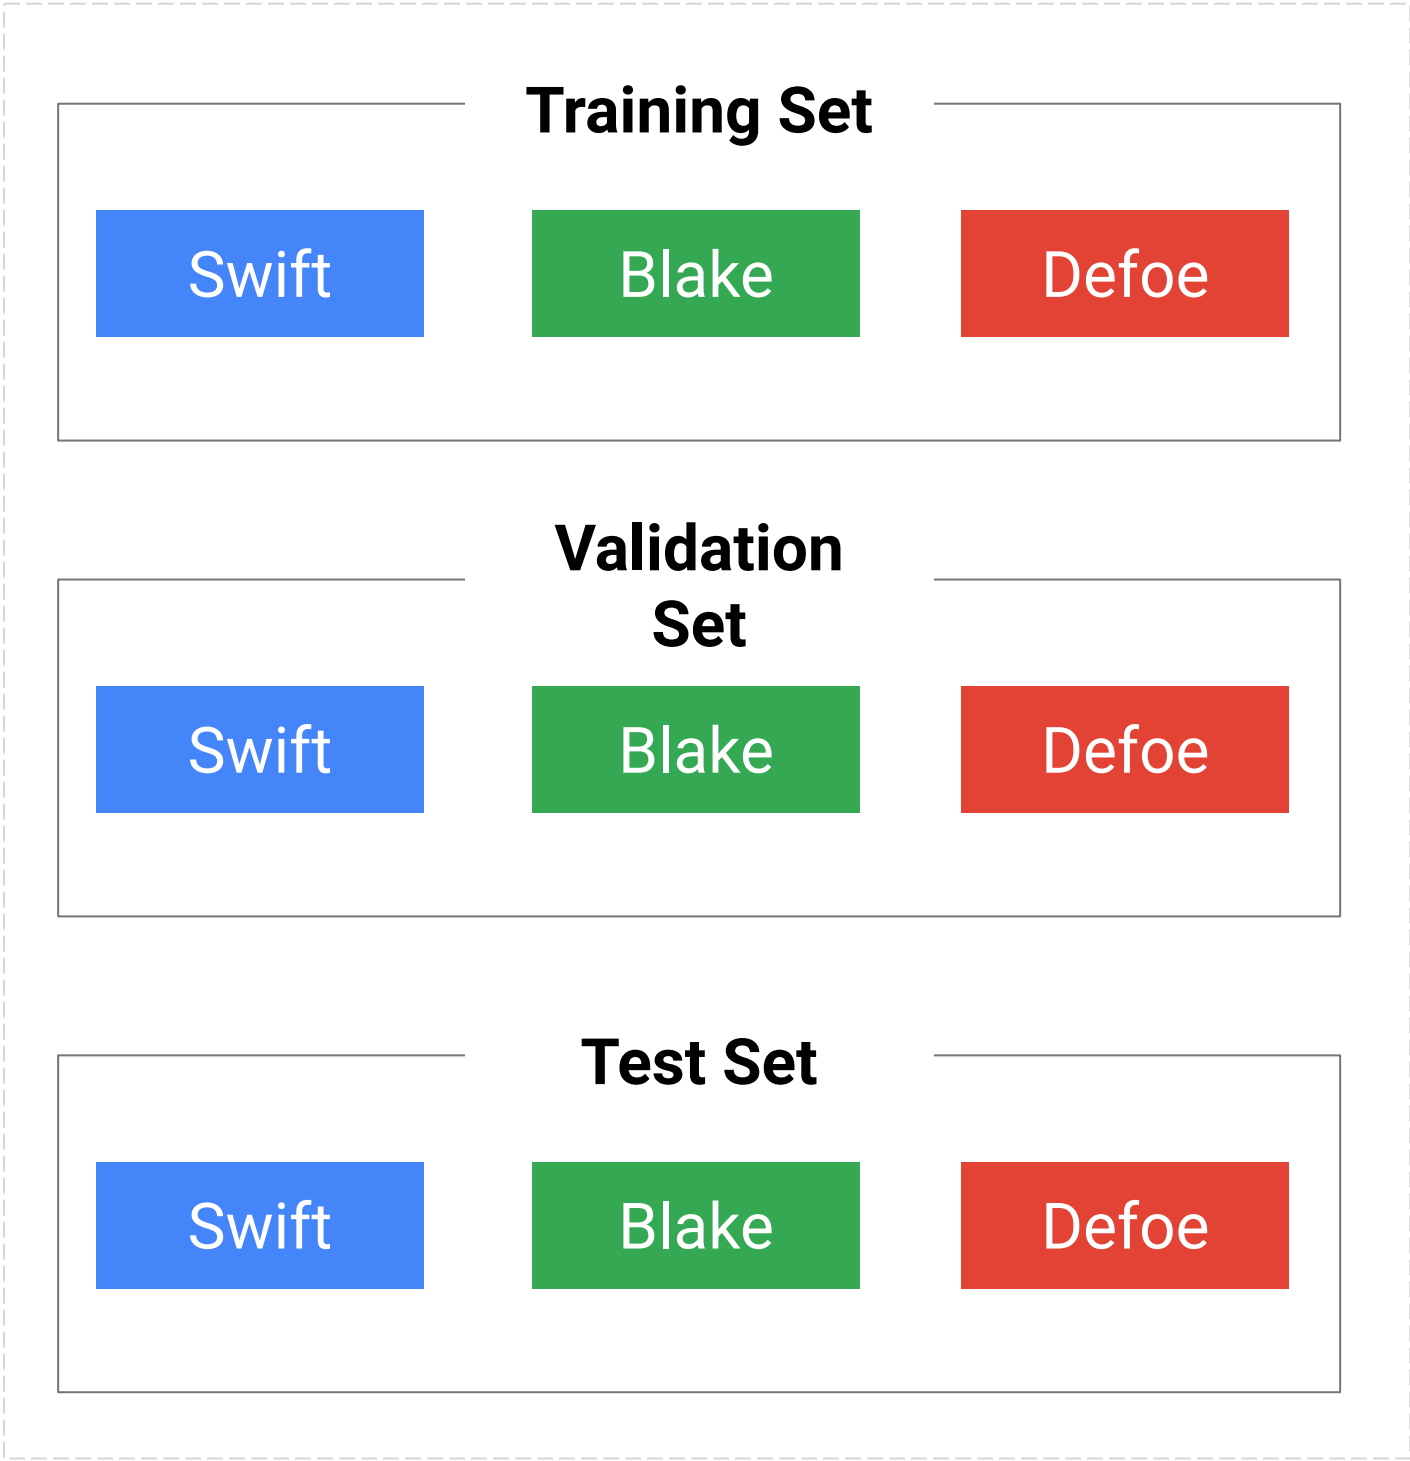 Training Set
Swift Blake Defoe
Validation
Set
Swift Blake Defoe
Test Set
Swift Blake Defoe